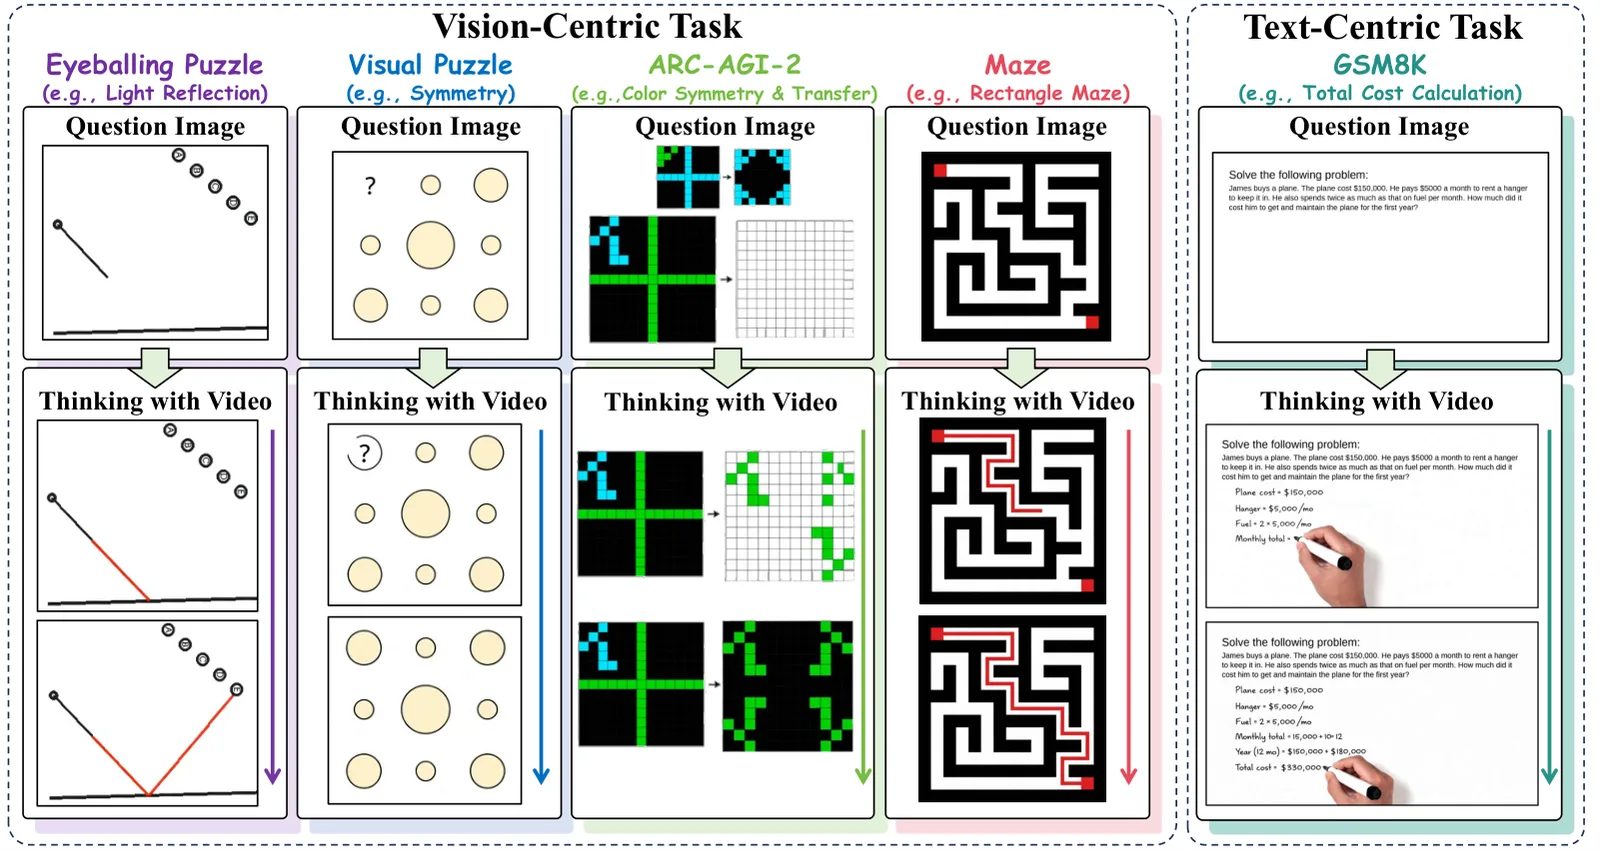 Vision-Centric Task
Eyeballing Puzzle
(e.g., Light Reflection)
Question Image
A
B
C
D
E
Thinking with Video
A
B
C
D
E
A
B
C
D
E
Visual Puzzle
(e.g., Symmetry)
Question Image
?
Thinking with Video
?
ARC-AGI-2
(e.g.,Color Symmetry & Transfer)
Question Image
Thinking with Video
Maze
(e.g., Rectangle Maze)
Question Image
Thinking with Video
Text-Centric Task
GSM8K
(e.g., Total Cost Calculation)
Question Image
Solve the following problem:
James buys a plane. The plane cost $150,000. He pays $5000 a month to rent a hanger
to keep it in. He also spends twice as much as that on fuel per month. How much did it
cost him to get and maintain the plane for the first year?
Thinking with Video
Solve the following problem:
James buys a plane. The plane cost $150,000. He pays $5000 a month to rent a hanger
to keep it in. He also spends twice as much as that on fuel per month. How much did it
cost him to get and maintain the plane for the first year?
Plane cost = $150,000
Hanger = $5,000/mo
Fuel = 2 × 5,000/mo
Monthly total =
Solve the following problem:
James buys a plane. The plane cost $150,000. He pays $5000 a month to rent a hanger
to keep it in. He also spends twice as much as that on fuel per month. How much did it
cost him to get and maintain the plane for the first year?
Plane cost = $150,000
Hanger = $5,000/mo
Fuel = 2 × 5,000/mo
Monthly total = 15,000 + 10÷12
Year (12 mo) = $150,000 + $180,000
Total cost = $330,000